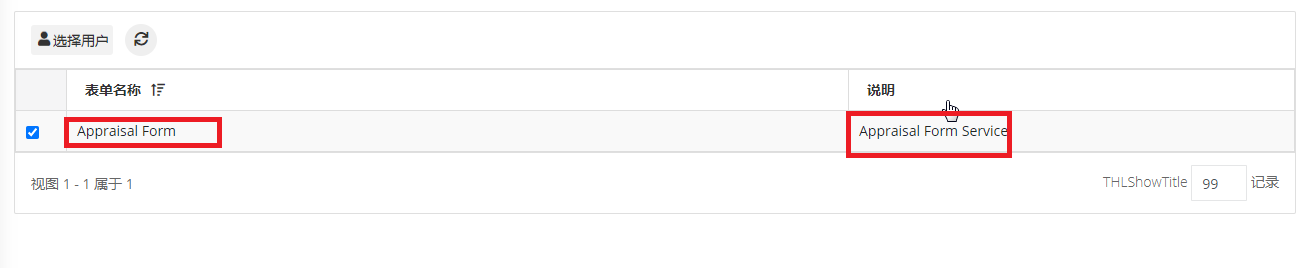 选择用户
表单名称 说明
Appraisal Form Appraisal Form Service
视图 1 - 1 属于 1 THLShowTitle 99 记录